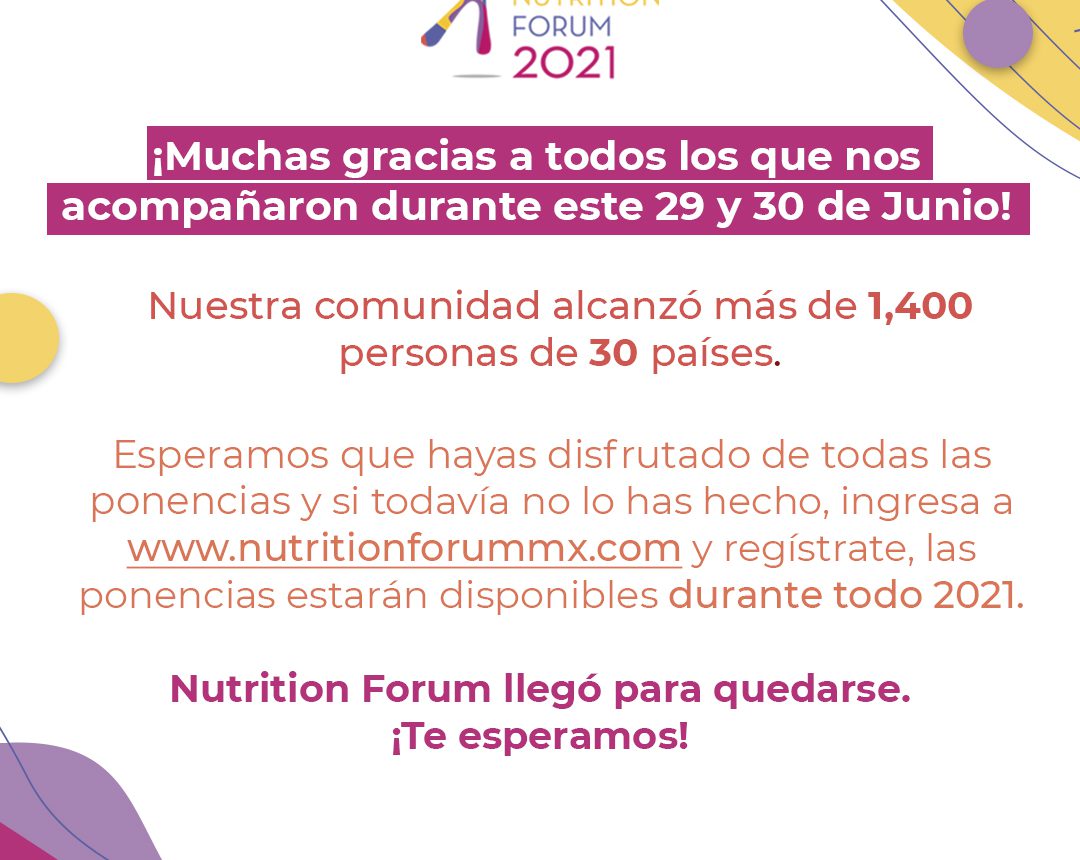 NUTRITION
FORUM
2021
¡Muchas gracias a todos los que nos
acompañaron durante este 29 y 30 de Junio!
Nuestra comunidad alcanzó más de 1,400
personas de 30 países.
Esperamos que hayas disfrutado de todas las
ponencias y si todavía no lo has hecho, ingresa a
www.nutritionforummx.com y regístrate, las
ponencias estarán disponibles durante todo 2021.
Nutrition Forum llegó para quedarse.
¡Te esperamos!